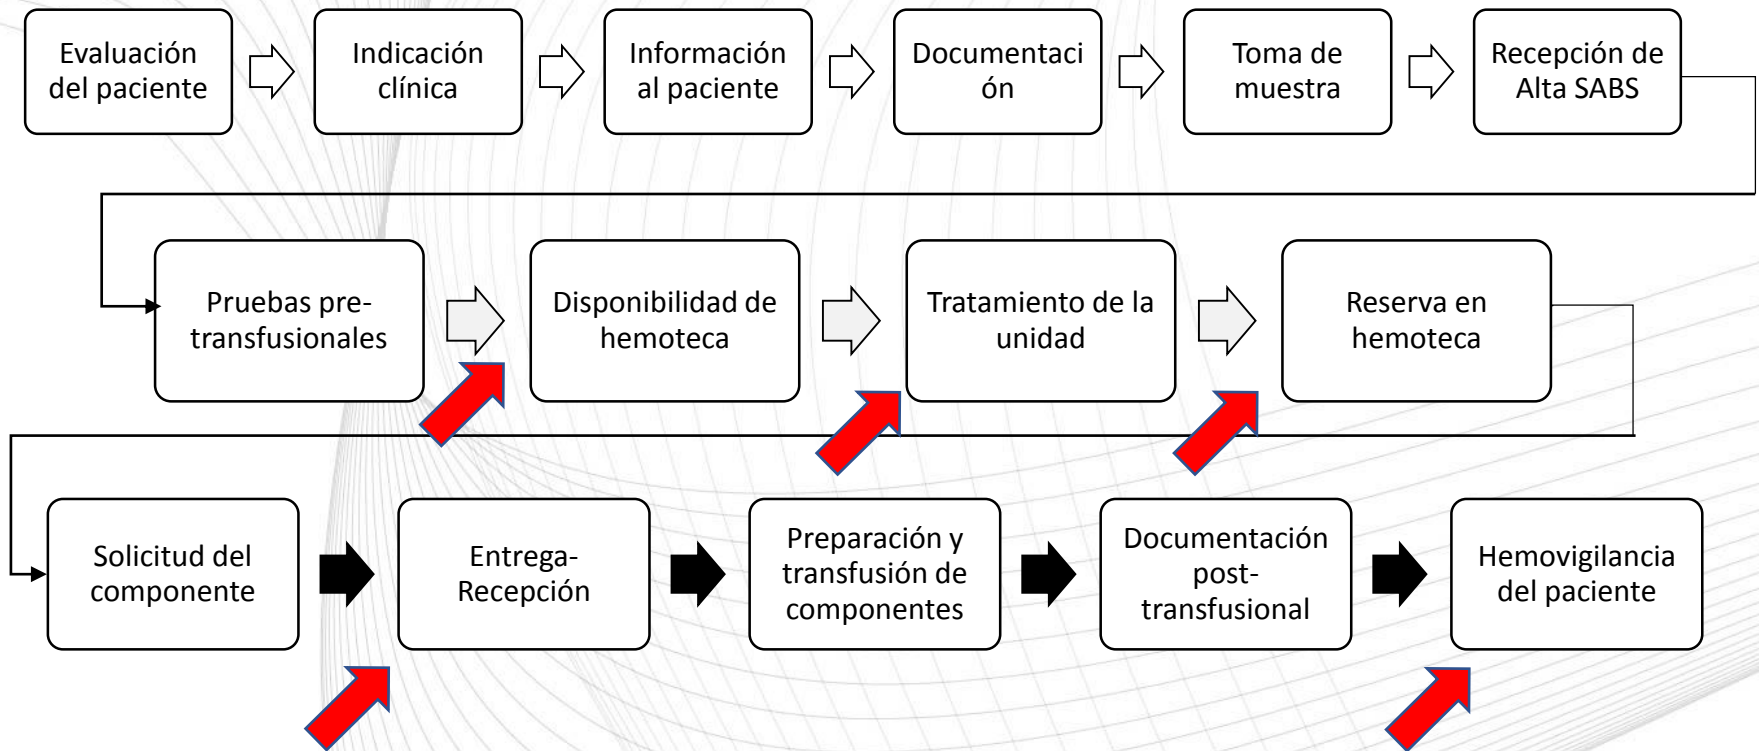 Evaluación
del paciente
Indicación
clínica
Información
al paciente
Documentaci
ón
Toma de
muestra
Recepción de
Alta SABS
Pruebas pre-
transfusionales
Disponibilidad de
hemoteca
Tratamiento de la
unidad
Reserva en
hemoteca
Solicitud del
componente
Entrega-
Recepción
Preparación y
transfusión de
componentes
Documentación
post-
transfusional
Hemovigilancia
del paciente